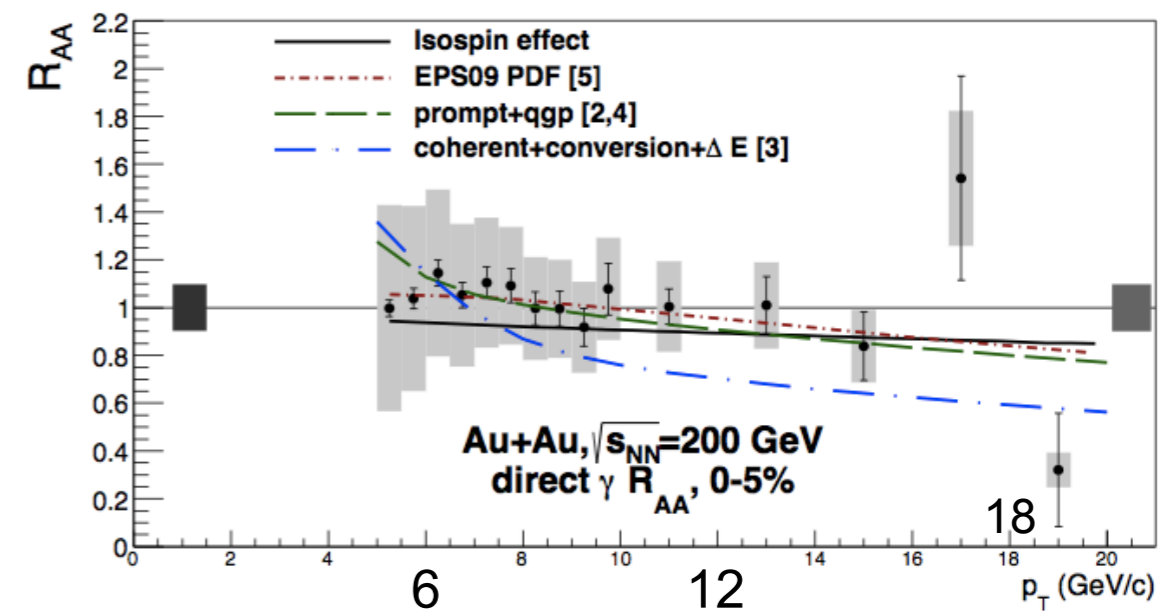 R_AA
2.2
2
1.8
1.6
1.4
1.2
1
0.8
0.6
0.4
0.2
0
Isospin effect
EPS09 PDF [5]
prompt+qgp [2,4]
coherent+conversion+Δ E [3]
Au+Au, √s_NN=200 GeV
direct γ R_AA, 0-5%
18
0 2 4 6 8 10 12 14 16 18 20
6 12
p_T (GeV/c)